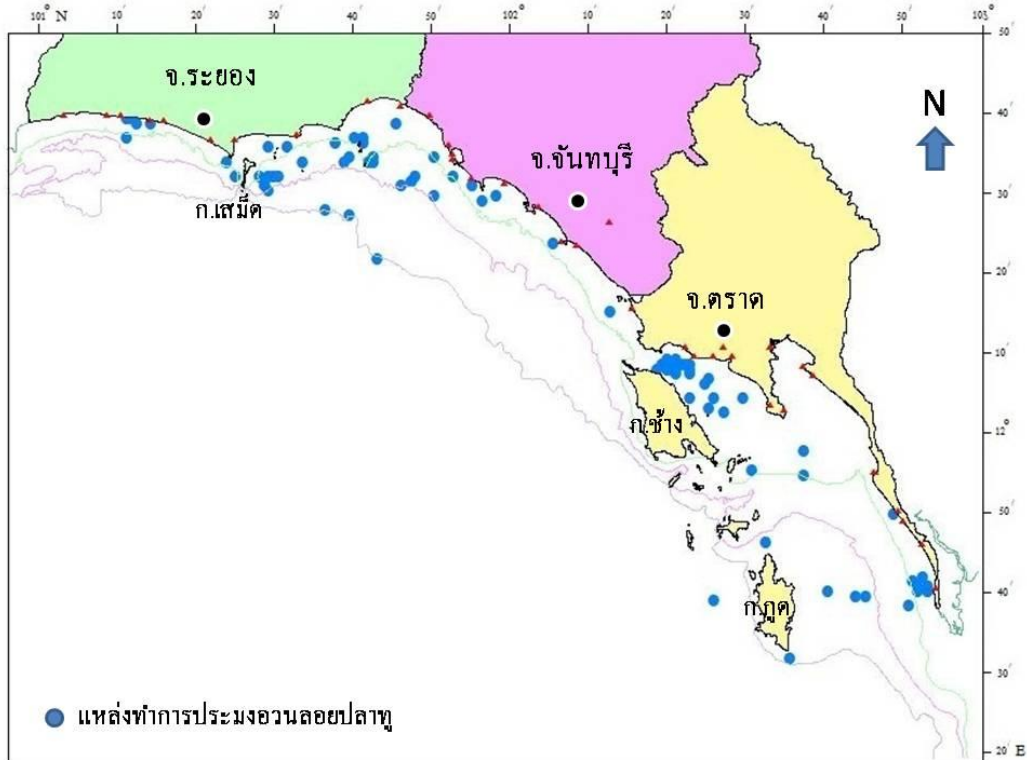 101° N 10′ 20′ 30′ 40′ 50′ 102° 10′ 20′ 30′ 40′ 50′ 103°
50′
จ.ระยอง
40′
N
จ.จันทบุรี
30′
ก.เสม็ด
20′
จ.ตราด
10′
ก.ช้าง
12°
50′
40′
ก.กูด
30′
แหล่งทำการประมงอวนลอยปลาทู
20′ E